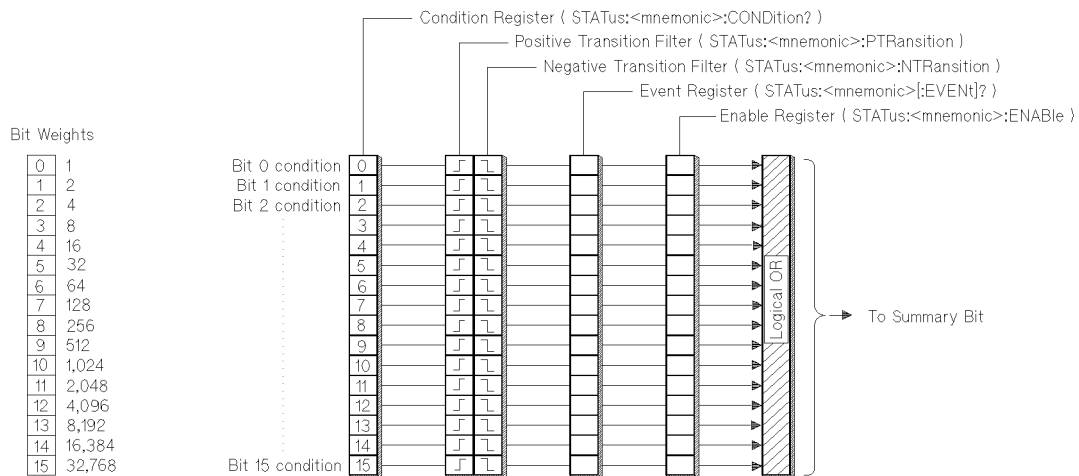 Condition Register ( STATus:<mnemonic>:CONDition? )
Positive Transition Filter ( STATus:<mnemonic>:PTRansition )
Negative Transition Filter ( STATus:<mnemonic>:NTRansition )
Event Register ( STATus:<mnemonic>[:EVENt]? )
Enable Register ( STATus:<mnemonic>:ENABle )
Bit Weights
0 1 Bit 0 condition 0
1 2 Bit 1 condition 1
2 4 Bit 2 condition 2
3 8 3
4 16 4
5 32 5
6 64 6
7 128 7
8 256 8
9 512 9
10 1,024 10
11 2,048 11
12 4,096 12
13 8,192 13
14 16,384 14
15 32,768 Bit 15 condition 15
Logical OR
To Summary Bit